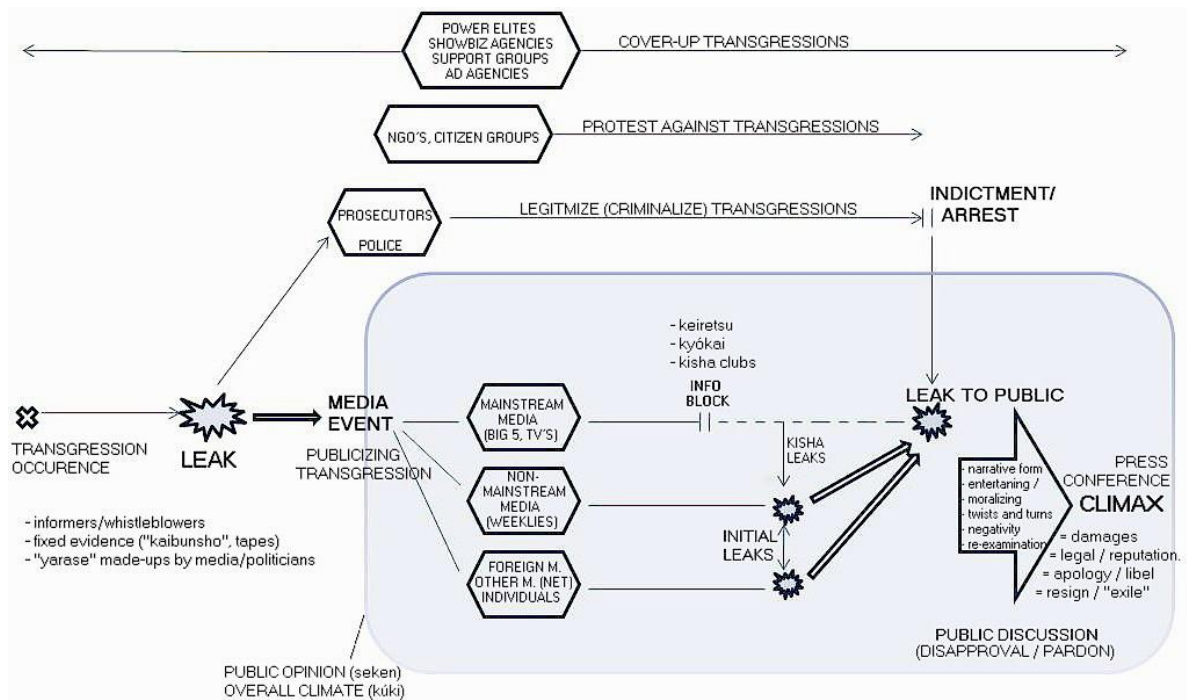 POWER ELITES
SHOWBIZ AGENCIES
SUPPORT GROUPS
AD AGENCIES
COVER-UP TRANSGRESSIONS
NGO'S, CITIZEN GROUPS
PROTEST AGAINST TRANSGRESSIONS
PROSECUTORS
POLICE
LEGITMIZE (CRIMINALIZE) TRANSGRESSIONS
INDICTMENT/
ARREST
- keiretsu
- kyókai
- kisha clubs
INFO
BLOCK
TRANSGRESSION
OCCURENCE
LEAK
MEDIA
EVENT
PUBLICIZING
TRANSGRESSION
MAINSTREAM
MEDIA
(BIG 5, TV'S)
KISHA
LEAKS
LEAK TO PUBLIC
- informers/whistleblowers
- fixed evidence ("kaibunsho", tapes)
- "yarase" made-ups by media/politicians
NON-
MAINSTREAM
MEDIA
(WEEKLIES)
INITIAL
LEAKS
FOREIGN M.
OTHER M. (NET)
INDIVIDUALS
- narrative form
- entertaning /
- moralizing
- twists and turns
- negativity
- re-examination
PRESS
CONFERENCE
CLIMAX
= damages
= legal / reputation.
= apology / libel
= resign / "exile"
PUBLIC DISCUSSION
(DISAPPROVAL / PARDON)
PUBLIC OPINION (seken)
OVERALL CLIMATE (kúki)